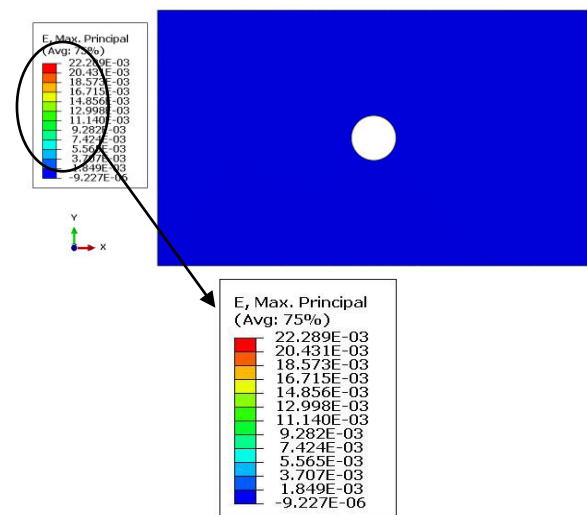 E, Max. Principal
(Avg: 75%)
22.289E-03
20.431E-03
18.573E-03
16.715E-03
14.856E-03
12.998E-03
11.140E-03
9.282E-03
7.424E-03
5.565E-03
3.707E-03
1.849E-03
-9.227E-06
Y
X
E, Max. Principal
(Avg: 75%)
22.289E-03
20.431E-03
18.573E-03
16.715E-03
14.856E-03
12.998E-03
11.140E-03
9.282E-03
7.424E-03
5.565E-03
3.707E-03
1.849E-03
-9.227E-06